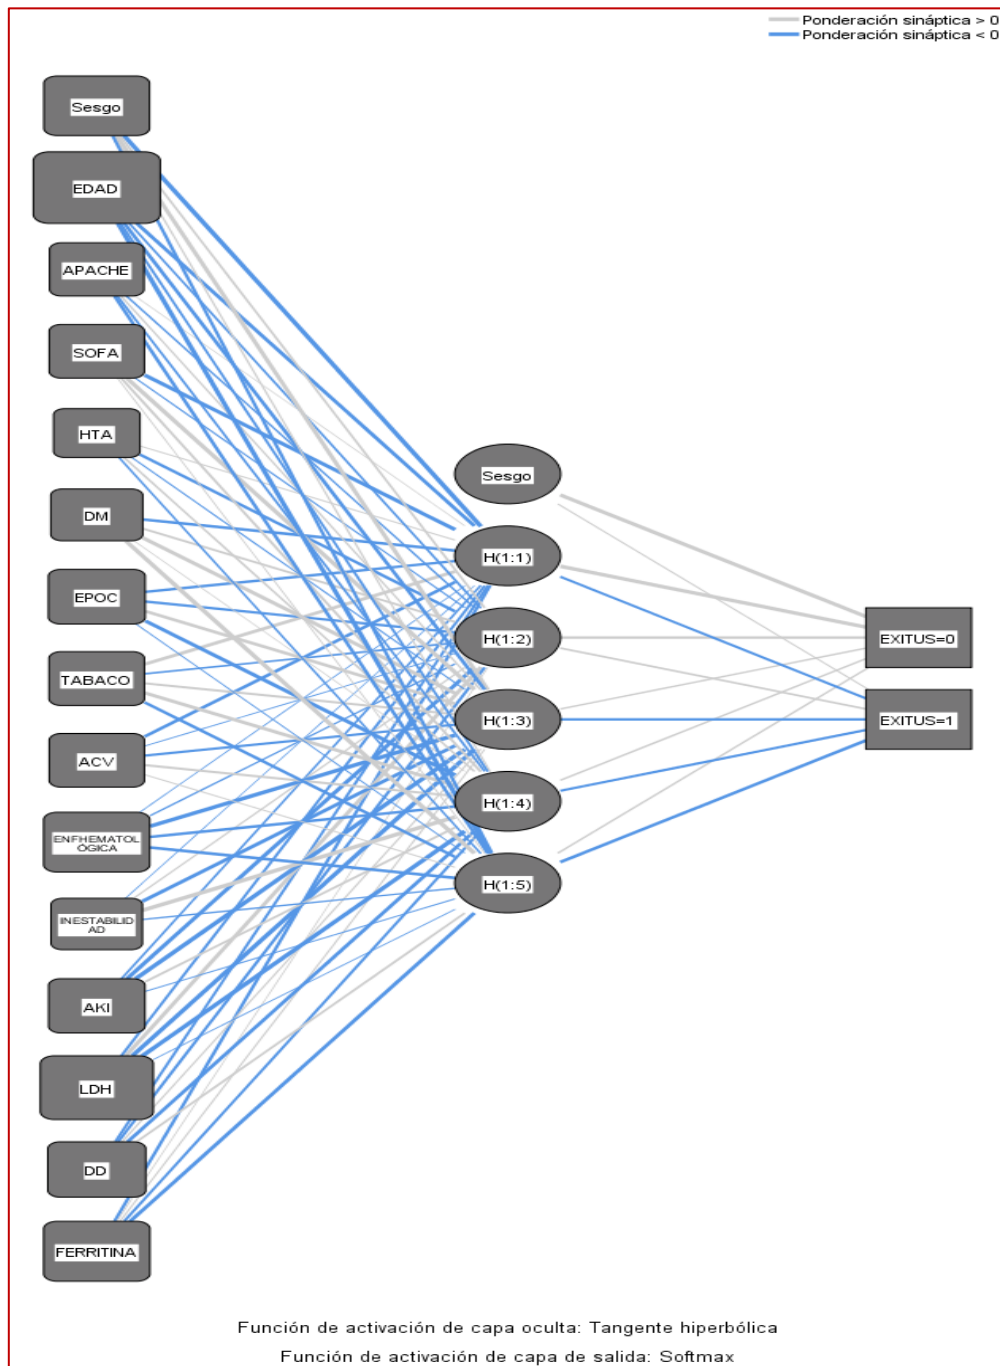 Ponderación sináptica > 0
Ponderación sináptica < 0
Sesgo
EDAD
APACHE
SOFA
HTA
DM
EPOC
TABACO
ACV
ENFHEMATOL
ÓGICA
INESTABILID
AD
AKI
LDH
DD
FERRITINA
Sesgo
H(1:1)
H(1:2)
H(1:3)
H(1:4)
H(1:5)
EXITUS=0
EXITUS=1
Función de activación de capa oculta: Tangente hiperbólica
Función de activación de capa de salida: Softmax